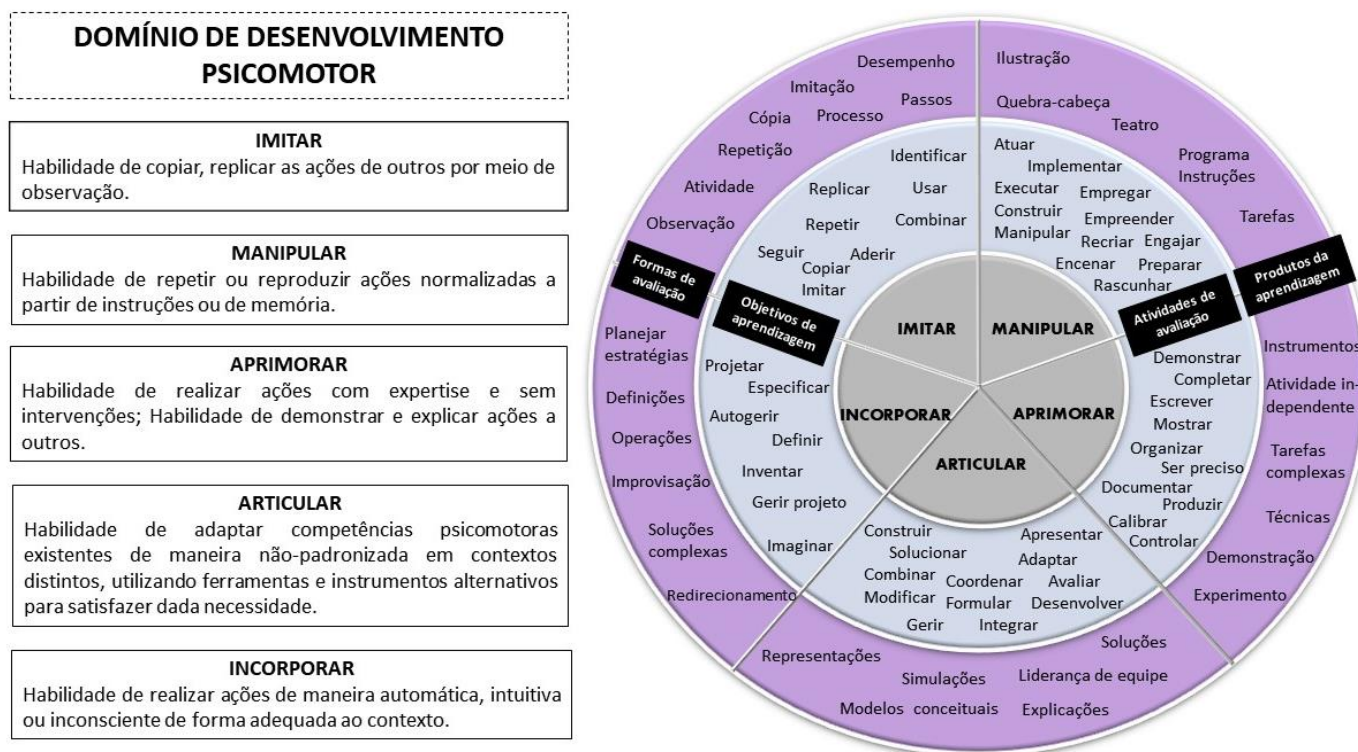 DOMÍNIO DE DESENVOLVIMENTO
PSICOMOTOR
IMITAR
Habilidade de copiar, replicar as ações de outros por meio de
observação.
MANIPULAR
Habilidade de repetir ou reproduzir ações normalizadas a
partir de instruções ou de memória.
APRIMORAR
Habilidade de realizar ações com expertise e sem
intervenções; Habilidade de demonstrar e explicar ações a
outros.
ARTICULAR
Habilidade de adaptar competências psicomotoras
existentes de maneira não-padronizada em contextos
distintos, utilizando ferramentas e instrumentos alternativos
para satisfazer dada necessidade.
INCORPORAR
Habilidade de realizar ações de maneira automática, intuitiva
ou inconsciente de forma adequada ao contexto.
Desempenho
Imitação
Passos
Cópia
Processo
Repetição
Atividade
Observação
Identificar
Replicar
Usar
Repetir
Combinar
Seguir
Aderir
Copiar
Imitar
Ilustração
Quebra-cabeça
Teatro
Programa
Instruções
Tarefas
Atuar
Implementar
Executar
Empregar
Construir
Empreender
Manipular
Recriar
Engajar
Encenar
Preparar
Rascunhar
Formas de
avaliação
Objetivos de
aprendizagem
Atividades de
avaliação
Produtos da
aprendizagem
IMITAR
MANIPULAR
INCORPORAR
APRIMORAR
ARTICULAR
Planejar
estratégias
Definições
Operações
Improvisação
Soluções
complexas
Redirecionamento
Projetar
Especificar
Autogerir
Definir
Inventar
Gerir projeto
Imaginar
Demonstrar
Completar
Escrever
Mostrar
Organizar
Ser preciso
Documentar
Produzir
Calibrar
Controlar
Instrumentos
Atividade in-
dependente
Tarefas
complexas
Técnicas
Demonstração
Experimento
Construir
Apresentar
Solucionar
Adaptar
Combinar
Coordenar
Avaliar
Modificar
Formular
Desenvolver
Gerir
Integrar
Representações
Soluções
Simulações
Liderança de equipe
Modelos conceituais
Explicações